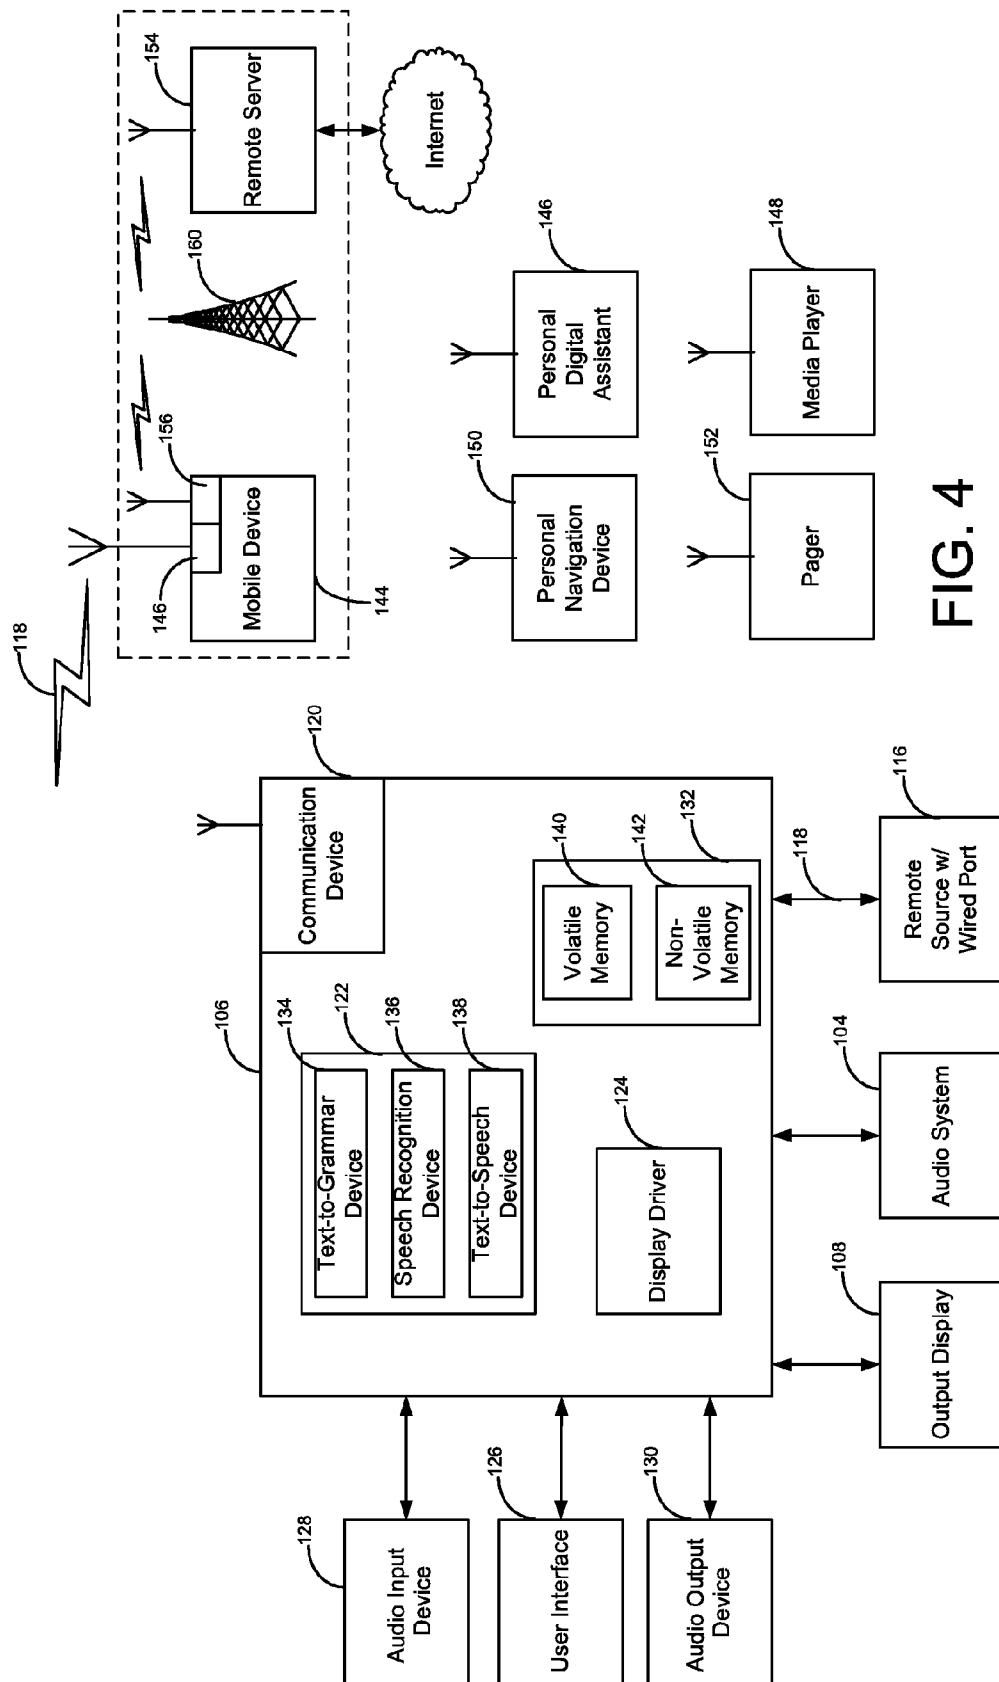 118
146
156
Mobile Device
144
160
154
Remote Server
Internet
106
134
Text-to-Grammar
Device
122
136
Speech Recognition
Device
138
Text-to-Speech
Device
120
Communication
Device
124
Display Driver
140
Volatile
Memory
142
Non-
Volatile
Memory
132
128
Audio Input
Device
126
User Interface
130
Audio Output
Device
108
Output Display
104
Audio System
118
116
Remote
Source w/
Wired Port
150
Personal
Navigation
Device
146
Personal
Digital
Assistant
152
Pager
148
Media Player
FIG. 4